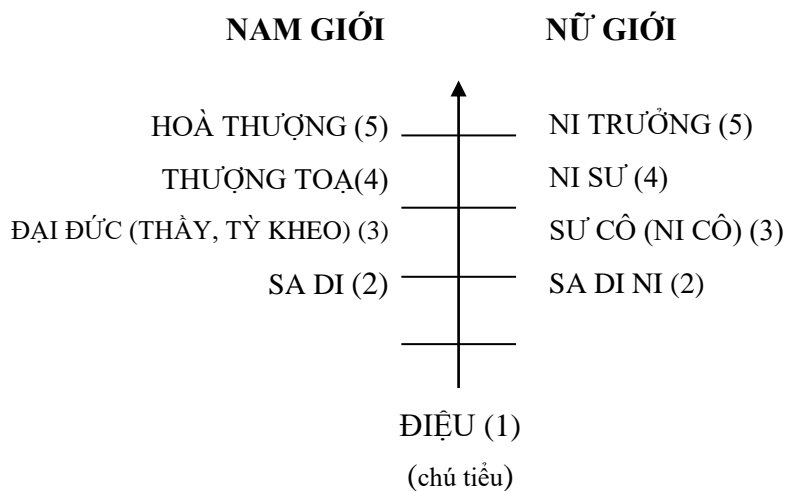 NAM GIỚI NỮ GIỚI
HOÀ THƯỢNG (5) NI TRƯỞNG (5)
THƯỢNG TOẠ(4) NI SƯ (4)
ĐẠI ĐỨC (THẦY, TỲ KHEO) (3) SƯ CÔ (NI CÔ) (3)
SA DI (2) SA DI NI (2)
ĐIỆU (1)
(chú tiểu)